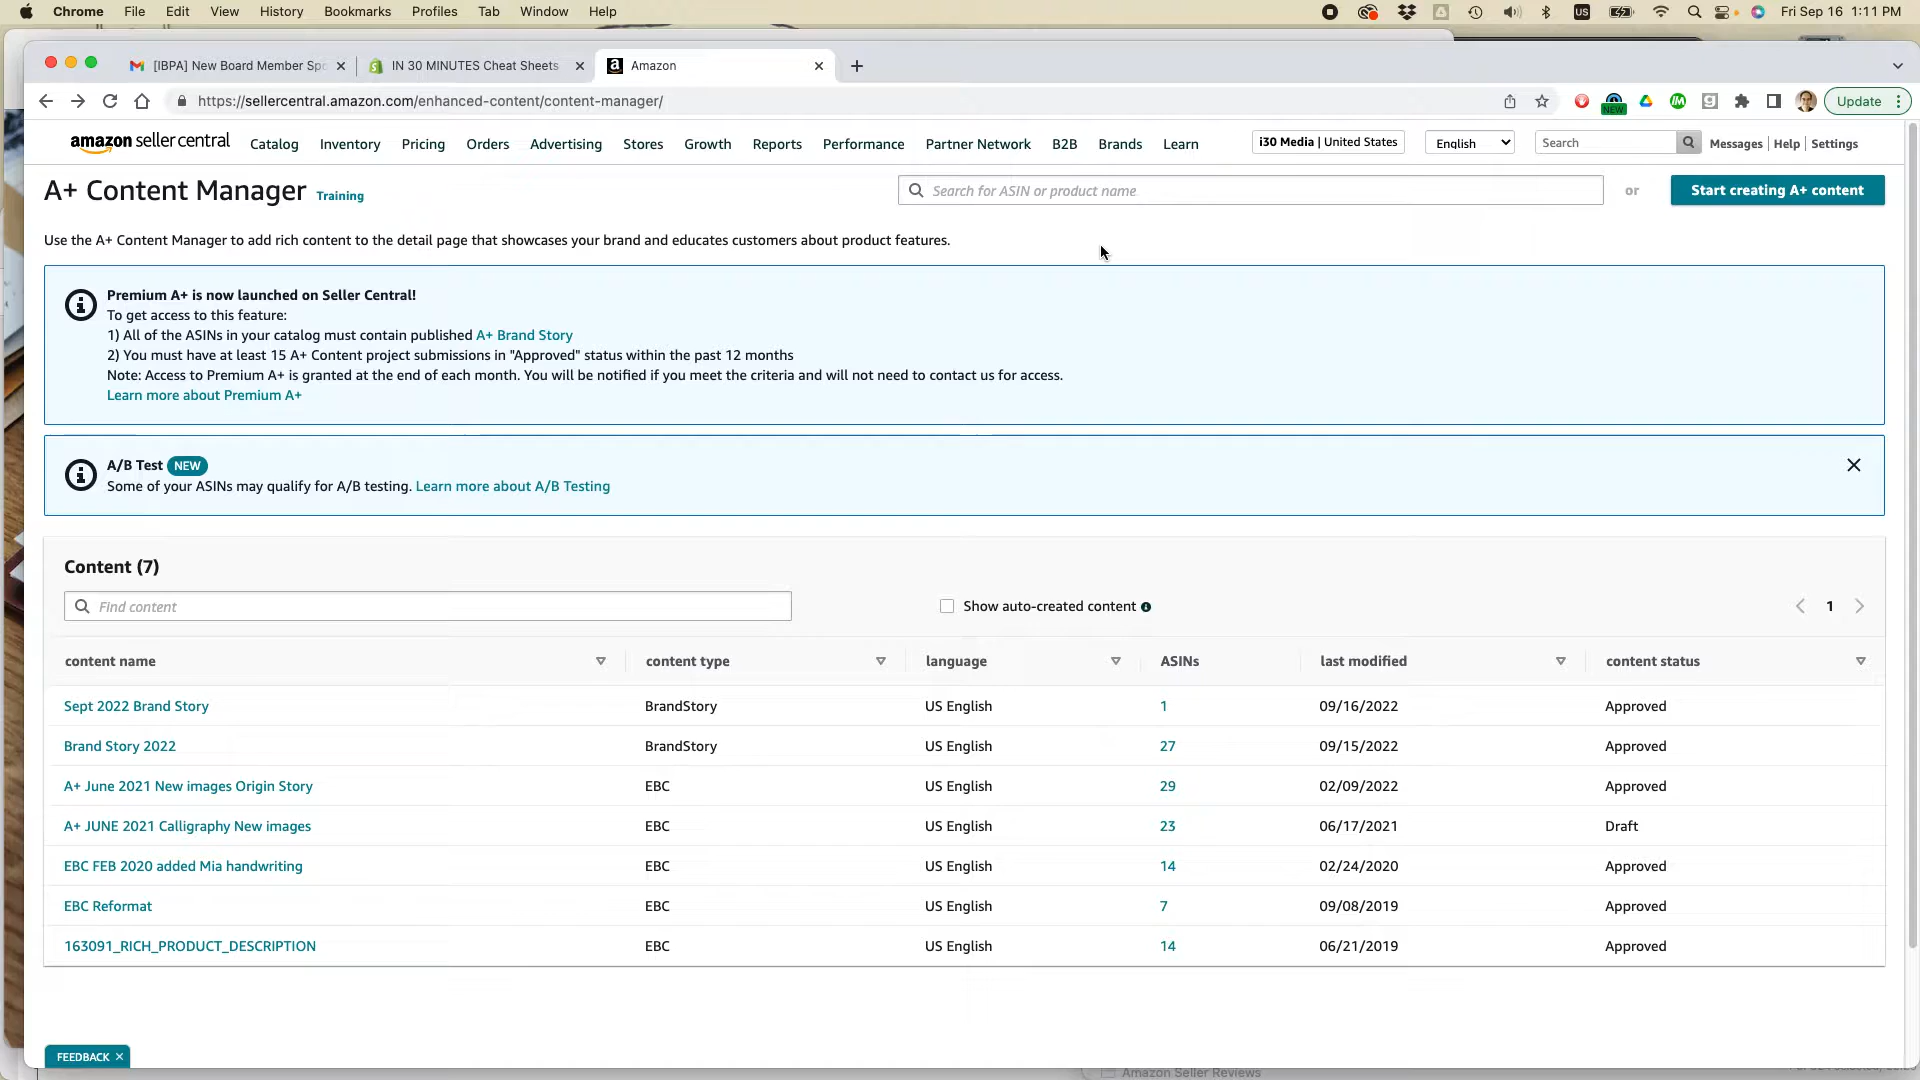 Chrome File Edit View History Bookmarks Profiles Tab Window Help US Fri Sep 16 1:11 PM
[IBPA] New Board Member Spo IN 30 MINUTES Cheat Sheets Amazon
https://sellercentral.amazon.com/enhanced-content/content-manager/ NEW Update
amazon seller central Catalog Inventory Pricing Orders Advertising Stores Growth Reports Performance Partner Network B2B Brands Learn i30 Media | United States English Search Messages Help Settings
A+ Content Manager Training Search for ASIN or product name or Start creating A+ content
Use the A+ Content Manager to add rich content to the detail page that showcases your brand and educates customers about product features.
Premium A+ is now launched on Seller Central!
To get access to this feature:
1) All of the ASINs in your catalog must contain published A+ Brand Story
2) You must have at least 15 A+ Content project submissions in "Approved" status within the past 12 months
Note: Access to Premium A+ is granted at the end of each month. You will be notified if you meet the criteria and will not need to contact us for access.
Learn more about Premium A+
A/B Test NEW
Some of your ASINs may qualify for A/B testing. Learn more about A/B Testing
Content (7)
Find content Show auto-created content 1
content name content type language ASINs last modified content status
Sept 2022 Brand Story BrandStory US English 1 09/16/2022 Approved
Brand Story 2022 BrandStory US English 27 09/15/2022 Approved
A+ June 2021 New images Origin Story EBC US English 29 02/09/2022 Approved
A+ JUNE 2021 Calligraphy New images EBC US English 23 06/17/2021 Draft
EBC FEB 2020 added Mia handwriting EBC US English 14 02/24/2020 Approved
EBC Reformat EBC US English 7 09/08/2019 Approved
163091_RICH_PRODUCT_DESCRIPTION EBC US English 14 06/21/2019 Approved
FEEDBACK
Amazon Seller Reviews